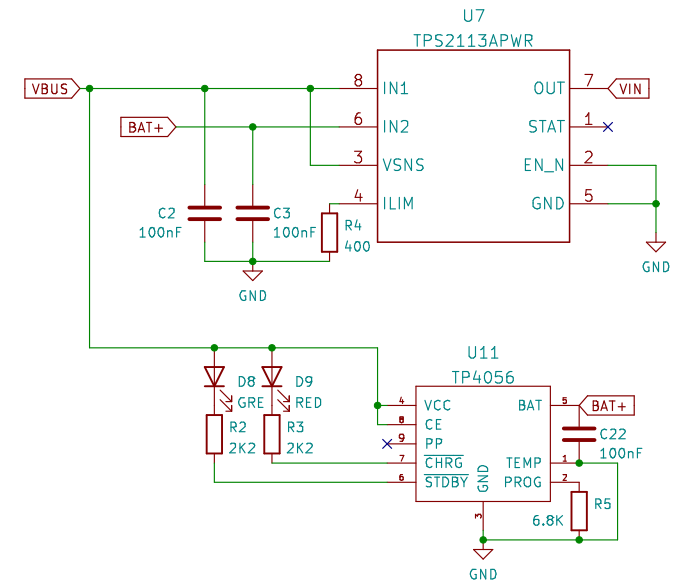 U7
TPS2113APWR
VBUS
8
IN1
OUT
7
VIN
BAT+
6
IN2
STAT
1
3
VSNS
EN_N
2
4
ILIM
GND
5
C2
100nF
C3
100nF
R4
400
GND
GND
U11
TP4056
D8
GRE
D9
RED
4
VCC
BAT
5
BAT+
8
CE
R2
2K2
R3
2K2
9
PP
C22
100nF
7
CHRG
TEMP
1
6
STDBY
GND
PROG
2
3
6.8K
R5
GND